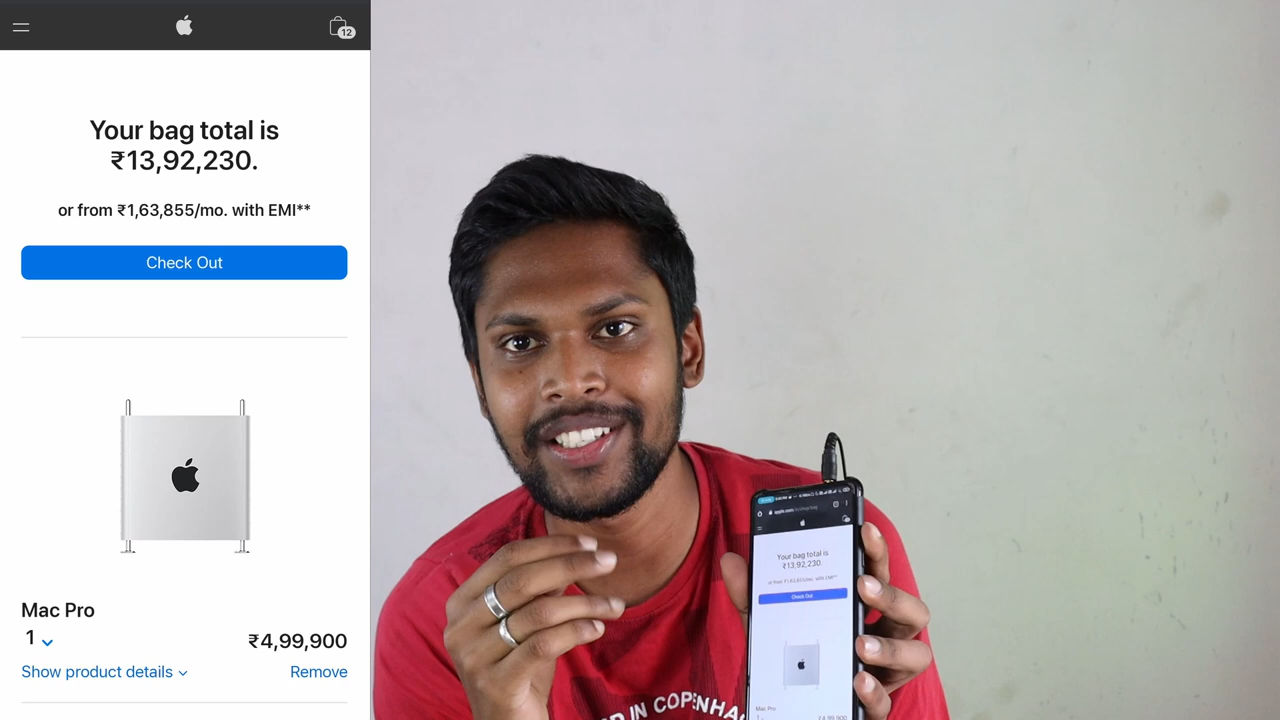 12
Your bag total is
₹13,92,230.
or from ₹1,63,855/mo. with EMI**
Check Out
Mac Pro
1
₹4,99,900
Show product details
Remove
apple.com
Your bag total is
₹13,92,230.
Check Out
Mac Pro
₹4,99,900
IN COPENHA